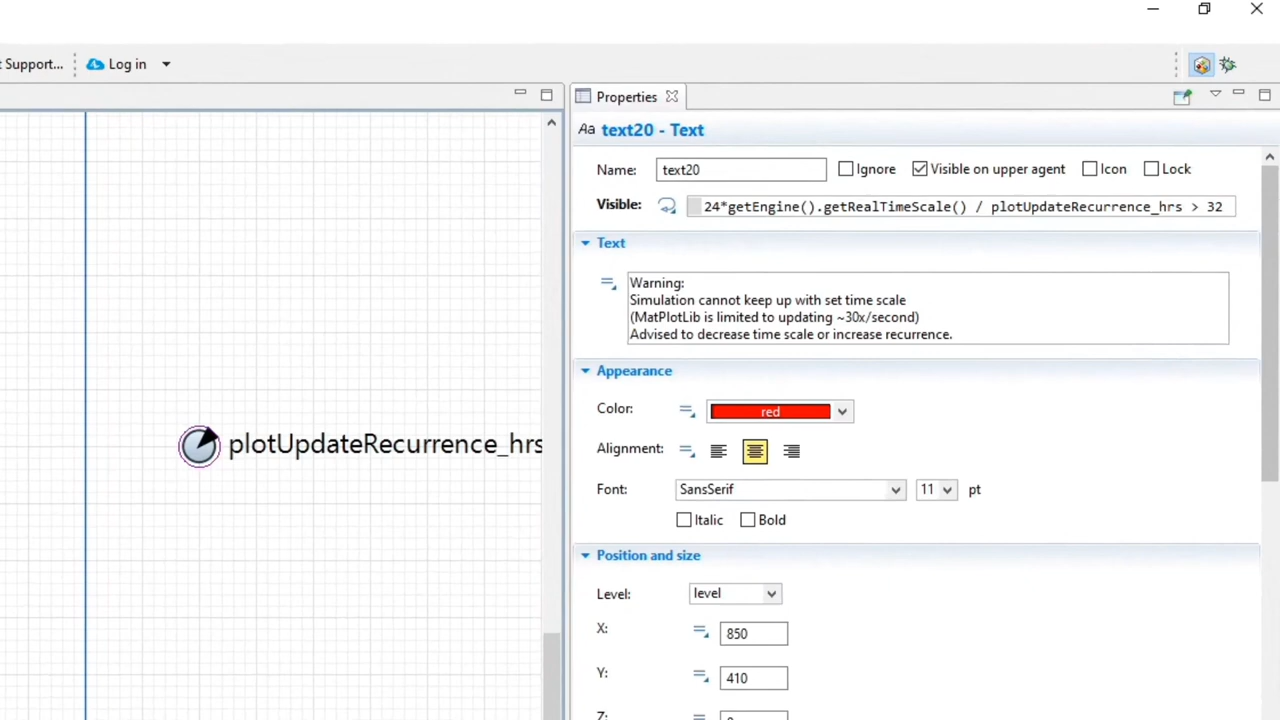 t Support...
Log in
Properties
Aa text20 - Text
Name: text20 Ignore Visible on upper agent Icon Lock
Visible: 24*getEngine().getRealTimeScale() / plotUpdateRecurrence_hrs > 32
Text
Warning:
Simulation cannot keep up with set time scale
(MatPlotLib is limited to updating ~30x/second)
Advised to decrease time scale or increase recurrence.
Appearance
Color: red
plotUpdateRecurrence_hrs
Alignment:
Font: SansSerif 11 pt
Italic Bold
Position and size
Level: level
X: 850
Y: 410
Z: